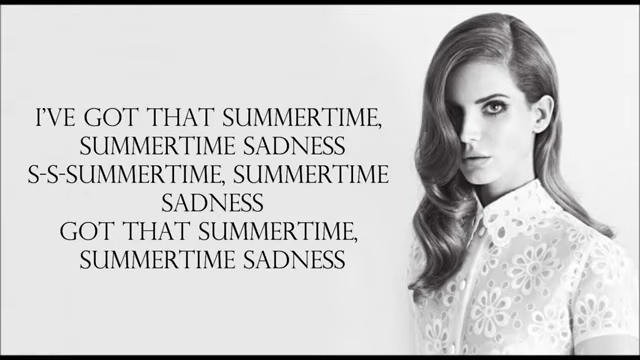 I'VE GOT THAT SUMMERTIME,
SUMMERTIME SADNESS
S-S-SUMMERTIME, SUMMERTIME
SADNESS
GOT THAT SUMMERTIME,
SUMMERTIME SADNESS